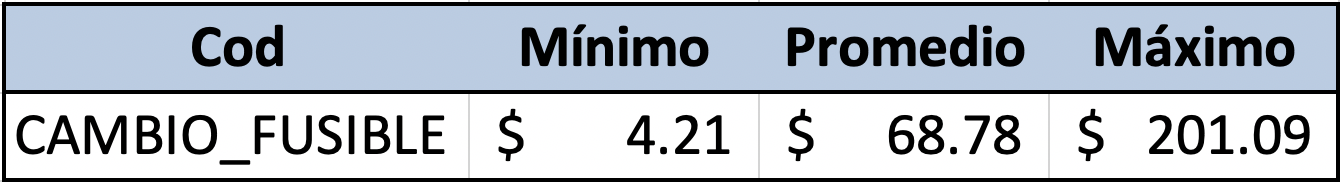 Cod Mínimo Promedio Máximo
CAMBIO_FUSIBLE $ 4.21 $ 68.78 $ 201.09